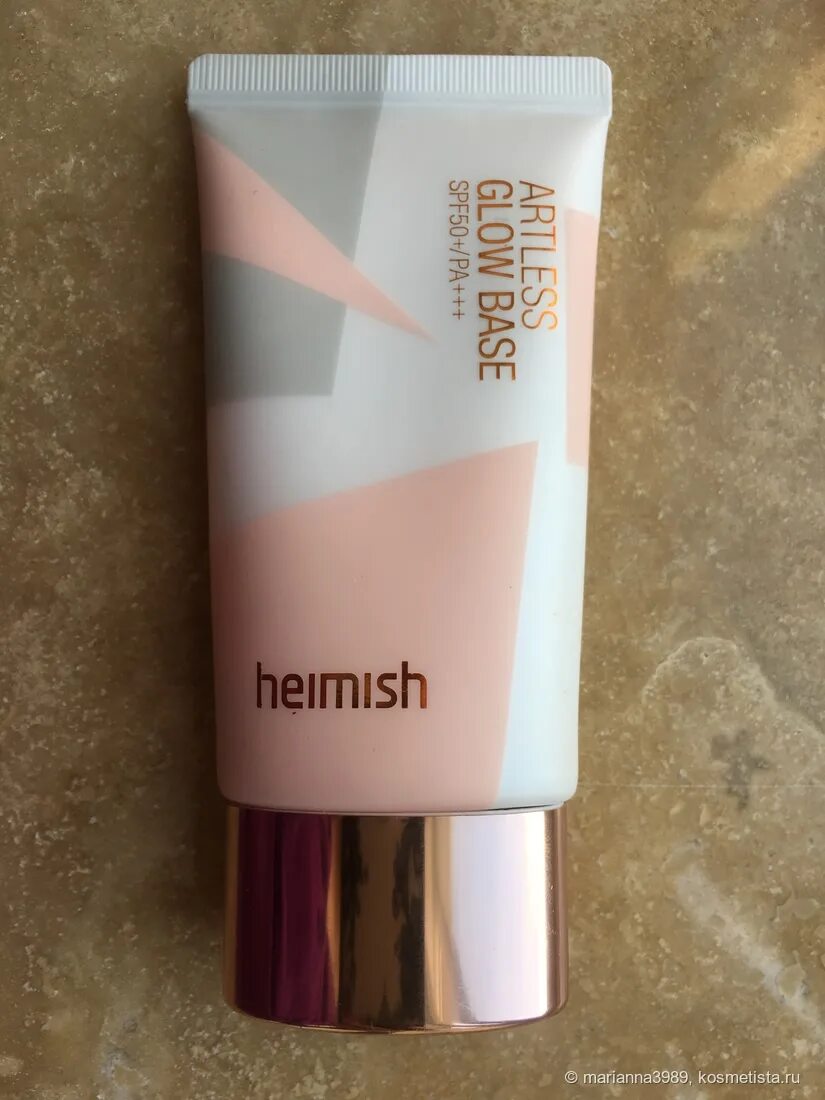 ARTLESS
GLOW BASE
SPF50+/PA+++
heimish
© marianna3989, kosmetista.ru